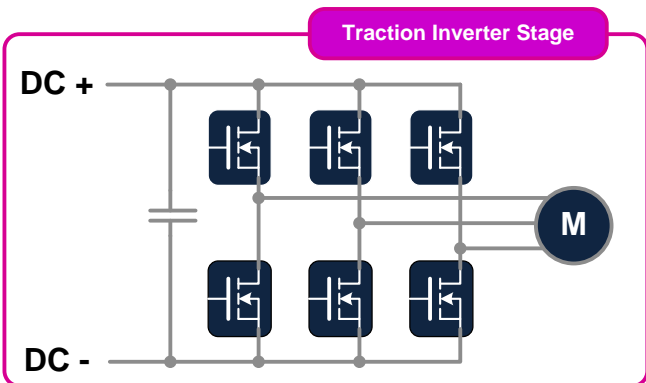 Traction Inverter Stage
DC +
M
DC -